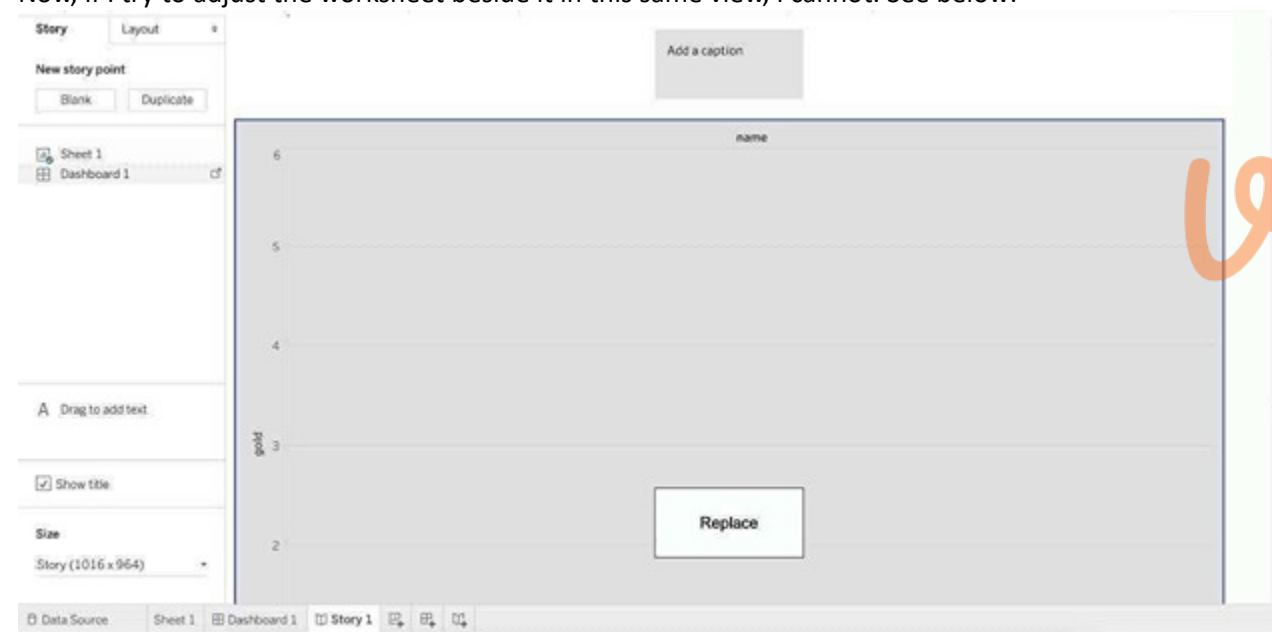 Now, if I try to adjust the worksheet beside it in this same view, I cannot. See below:
Story Layout
New story point
Blank Duplicate
Sheet 1
Dashboard 1
A Drag to add text
Show title
Size
Story (1016 x 964)
Add a caption
name
6
5
4
gold
3
2
Replace
Data Source Sheet 1 Dashboard 1 Story 1